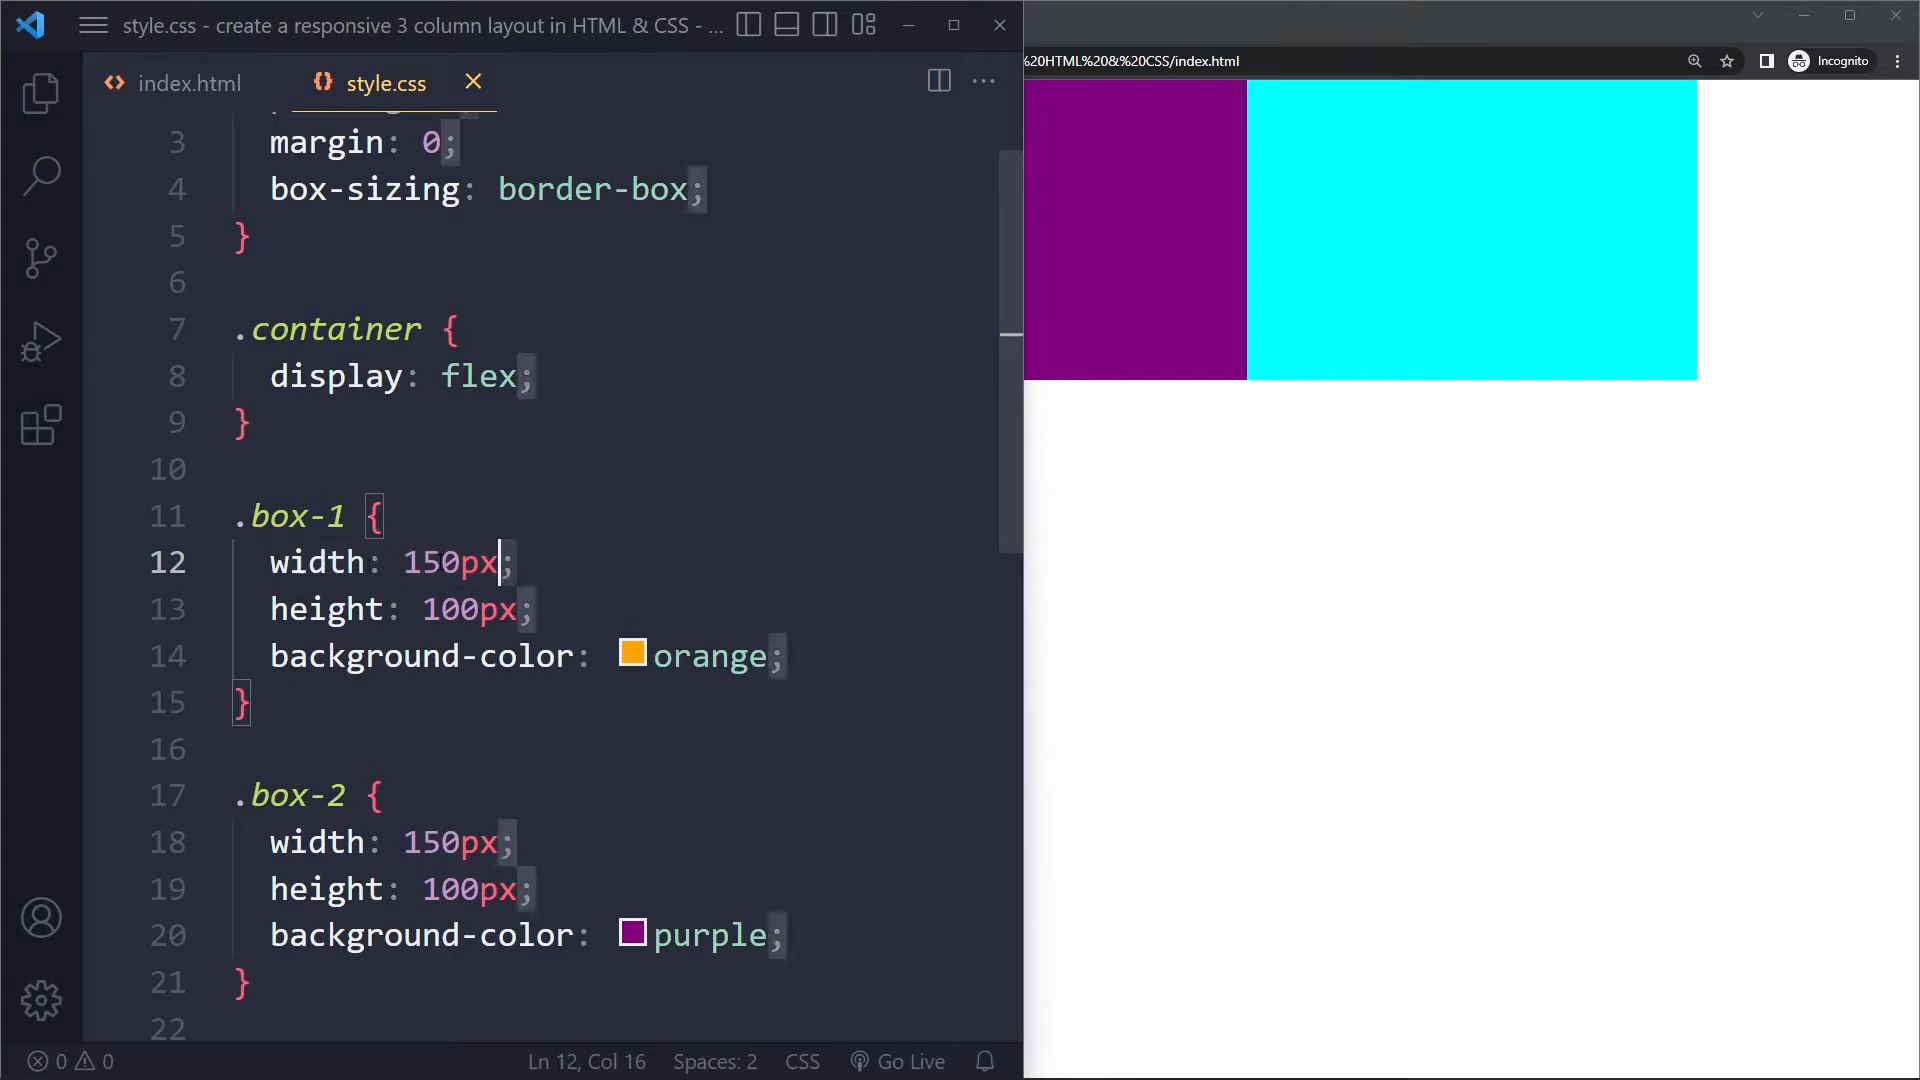 style.css - create a responsive 3 column layout in HTML & CSS - ...
%20HTML%20&%20CSS/index.html
Incognito
index.html
style.css
3 margin: 0;
4 box-sizing: border-box;
5 }
6
7 .container {
8 display: flex;
9 }
10
11 .box-1 {
12 width: 150px;
13 height: 100px;
14 background-color: orange;
15 }
16
17 .box-2 {
18 width: 150px;
19 height: 100px;
20 background-color: purple;
21 }
22
0 0 Ln 12, Col 16 Spaces: 2 CSS Go Live